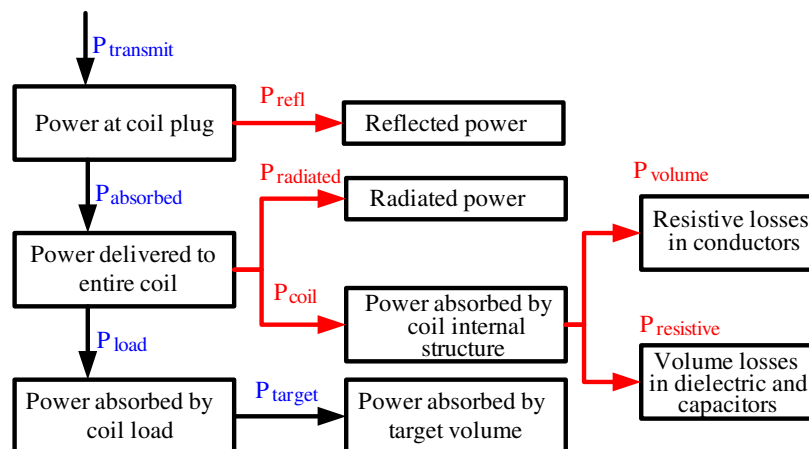 P transmit
P refl
Power at coil plug
Reflected power
P absorbed
P radiated
P volume
Radiated power
Resistive losses
in conductors
Power delivered to
entire coil
P coil
Power absorbed by
coil internal
structure
P resistive
P load
Volume losses
in dielectric and
capacitors
Power absorbed by
coil load
P target
Power absorbed by
target volume